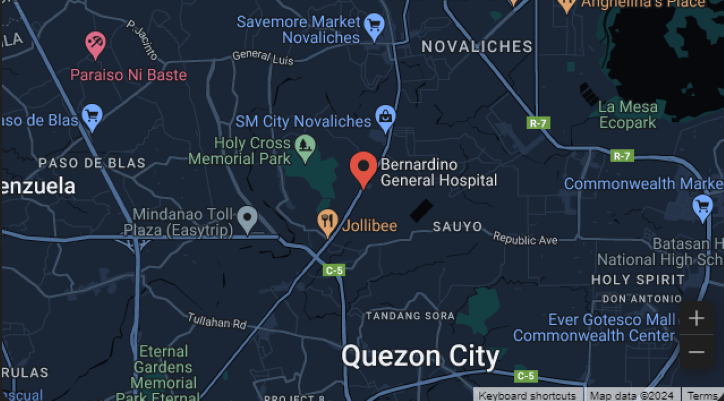 Anghelina's Place
Savemore Market
Novaliches
P. Jacinto
NOVALICHES
General Luis
Paraiso Ni Baste
La Mesa
Ecopark
SM City Novaliches
R-7
aso de Blas
Holy Cross
Memorial Park
R-7
PASO DE BLAS
Bernardino
General Hospital
enzuela
Commonwealth Marke
Mindanao Toll
Plaza (Easytrip)
Jollibee
SAUYO
Republic Ave
Batasan H
National High Sch
C-5
HOLY SPIRIT
DON ANTONIO
TANDANG SORA
Tullahan Rd
Ever Gotesco Mall
Commonwealth Center
Eternal
Gardens
Memorial
Park Eternal
Quezon City
RULAS
C-5
ascual
PROJECT 8
Keyboard shortcuts
Map data ©2024
Terms